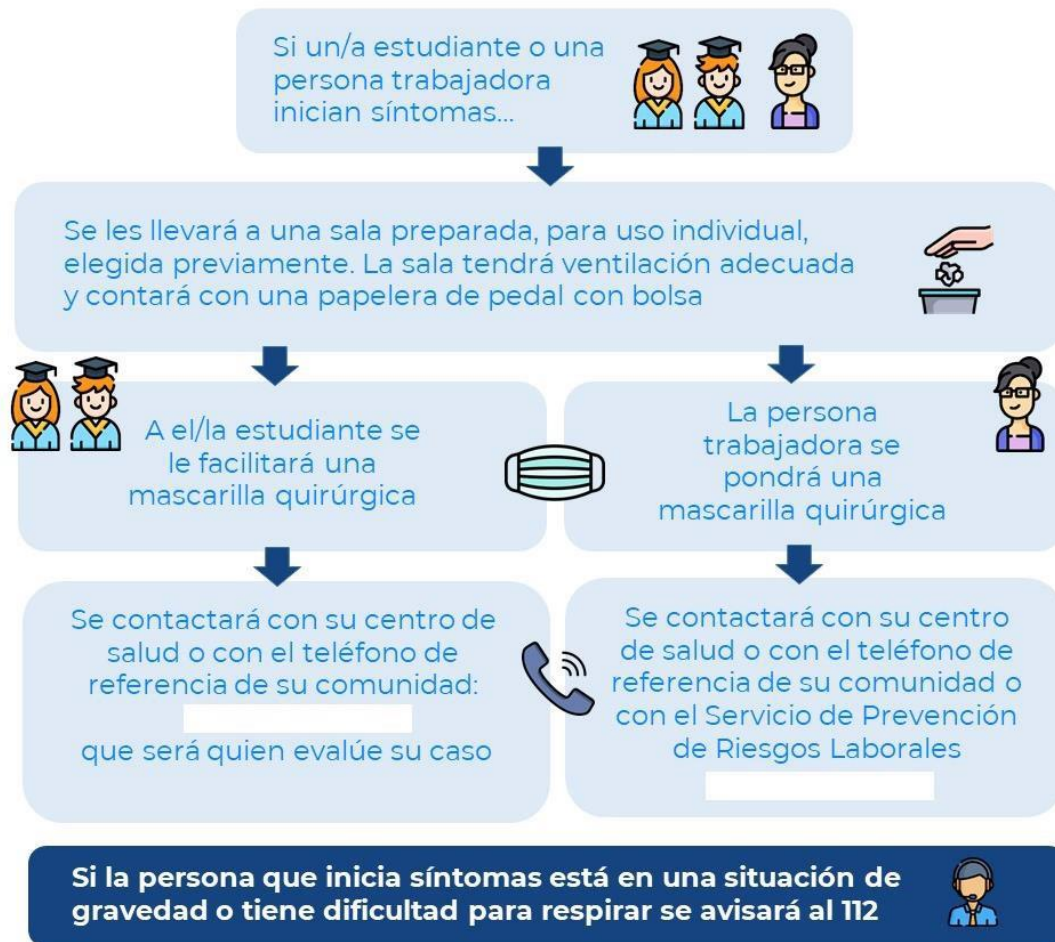 Si un/a estudiante o una
persona trabajadora
inician síntomas...
Se les llevará a una sala preparada, para uso individual,
elegida previamente. La sala tendrá ventilación adecuada
y contará con una papelera de pedal con bolsa
A el/la estudiante se
le facilitará una
mascarilla quirúrgica
La persona
trabajadora se
pondrá una
mascarilla quirúrgica
Se contactará con su centro de
salud o con el teléfono de
referencia de su comunidad:
que será quien evalúe su caso
Se contactará con su centro
de salud o con el teléfono de
referencia de su comunidad o
con el Servicio de Prevención
de Riesgos Laborales
Si la persona que inicia síntomas está en una situación de
gravedad o tiene dificultad para respirar se avisará al 112